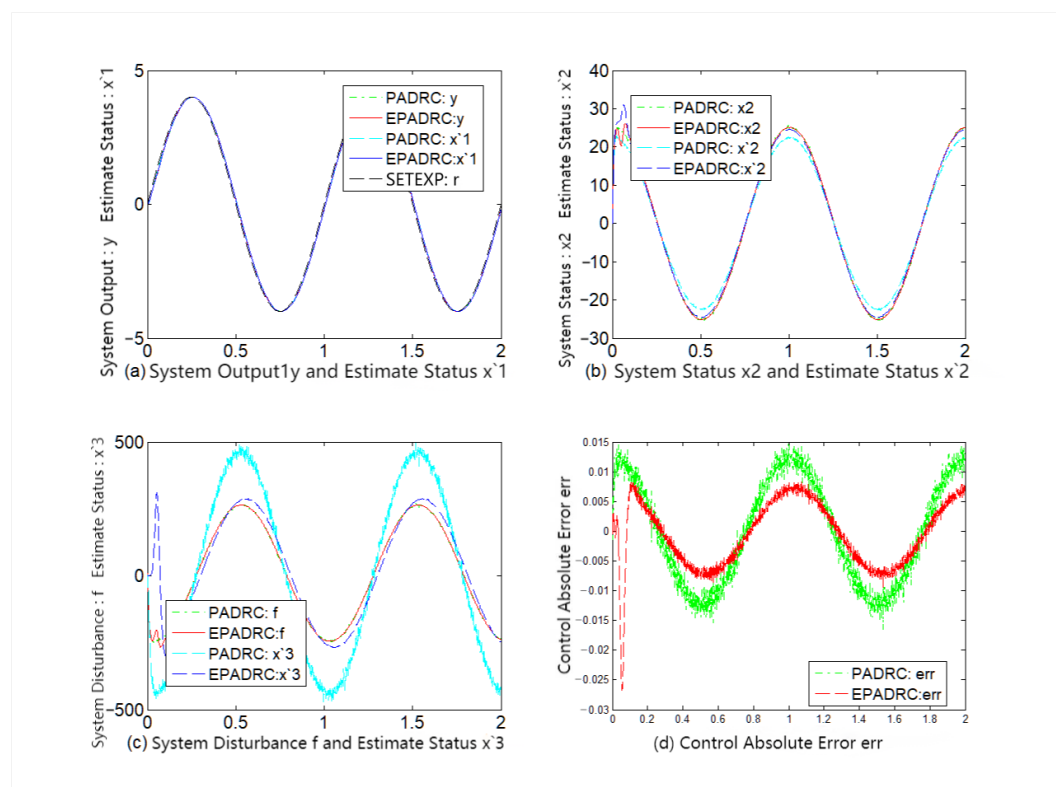 System Output : y   Estimate Status : x`1
5
0
−5
0
0.5
1
1.5
2
PADRC: y
EPADRC:y
PADRC: x`1
EPADRC:x`1
SETEXP: r
(a) System Output1y and Estimate Status x`1
System Status : x2   Estimate Status : x`2
40
30
20
10
0
−10
−20
−30
0
0.5
1
1.5
2
PADRC: x2
EPADRC:x2
PADRC: x`2
EPADRC:x`2
(b) System Status x2 and Estimate Status x`2
System Disturbance : f   Estimate Status : x`3
500
0
−500
0
0.5
1
1.5
2
PADRC: f
EPADRC:f
PADRC: x`3
EPADRC:x`3
(c) System Disturbance f and Estimate Status x`3
Control Absolute Error err
0.015
0.01
0.005
0
−0.005
−0.01
−0.015
−0.02
−0.025
−0.03
0
0.2
0.4
0.6
0.8
1
1.2
1.4
1.6
1.8
2
PADRC: err
EPADRC:err
(d) Control Absolute Error err